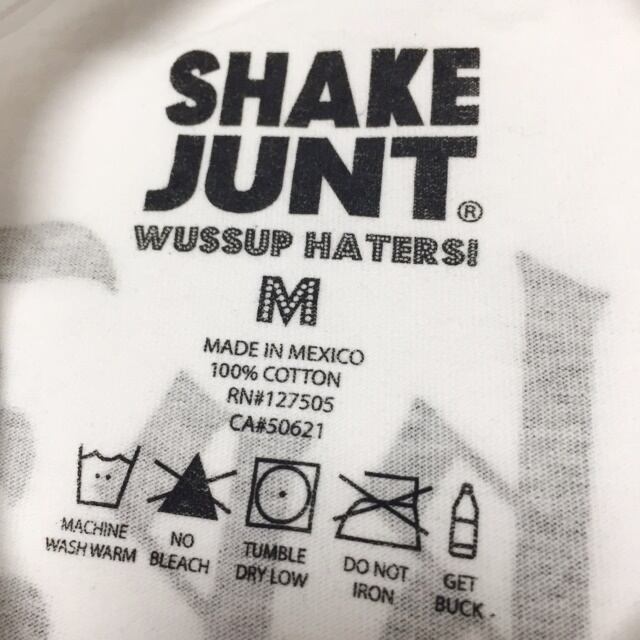 SHAKE
JUNT®
WUSSUP HATERS!
M
MADE IN MEXICO
100% COTTON
RN#127505
CA#50621
MACHINE
WASH WARM
NO
BLEACH
TUMBLE
DRY LOW
DO NOT
IRON
GET
BUCK